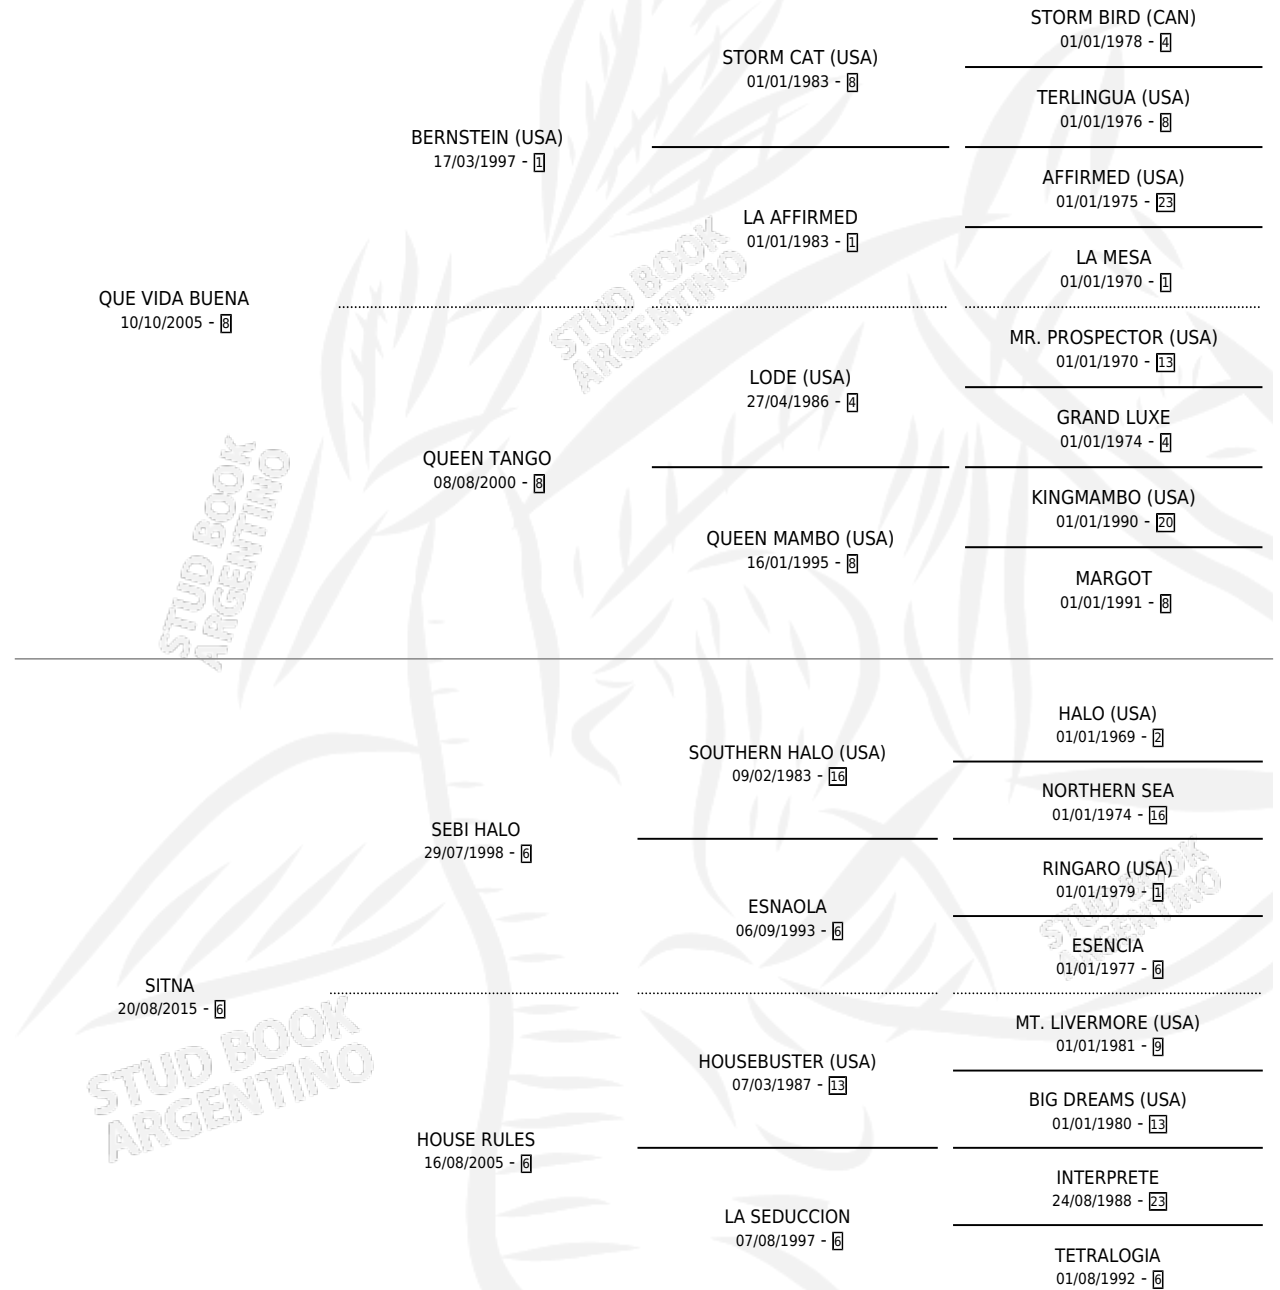 STORM BIRD (CAN)
01/01/1978 - 4
STORM CAT (USA)
01/01/1983 - 8
TERLINGUA (USA)
01/01/1976 - 8
BERNSTEIN (USA)
17/03/1997 - 1
AFFIRMED (USA)
01/01/1975 - 23
LA AFFIRMED
01/01/1983 - 1
LA MESA
01/01/1970 - 1
QUE VIDA BUENA
10/10/2005 - 8
MR. PROSPECTOR (USA)
01/01/1970 - 13
LODE (USA)
27/04/1986 - 4
GRAND LUXE
01/01/1974 - 4
QUEEN TANGO
08/08/2000 - 8
KINGMAMBO (USA)
01/01/1990 - 20
QUEEN MAMBO (USA)
16/01/1995 - 8
MARGOT
01/01/1991 - 8
HALO (USA)
01/01/1969 - 2
SOUTHERN HALO (USA)
09/02/1983 - 16
NORTHERN SEA
01/01/1974 - 16
SEBI HALO
29/07/1998 - 6
RINGARO (USA)
01/01/1979 - 1
ESNAOLA
06/09/1993 - 6
ESENCIA
01/01/1977 - 6
SITNA
20/08/2015 - 6
MT. LIVERMORE (USA)
01/01/1981 - 9
HOUSEBUSTER (USA)
07/03/1987 - 13
BIG DREAMS (USA)
01/01/1980 - 13
HOUSE RULES
16/08/2005 - 6
INTERPRETE
24/08/1988 - 23
LA SEDUCCION
07/08/1997 - 6
TETRALOGIA
01/08/1992 - 6
STUD BOOK
ARGENTINO
STUD BOOK
ARGENTINO
STUD BOOK
ARGENTINO
STUD BOOK
ARGENTINO